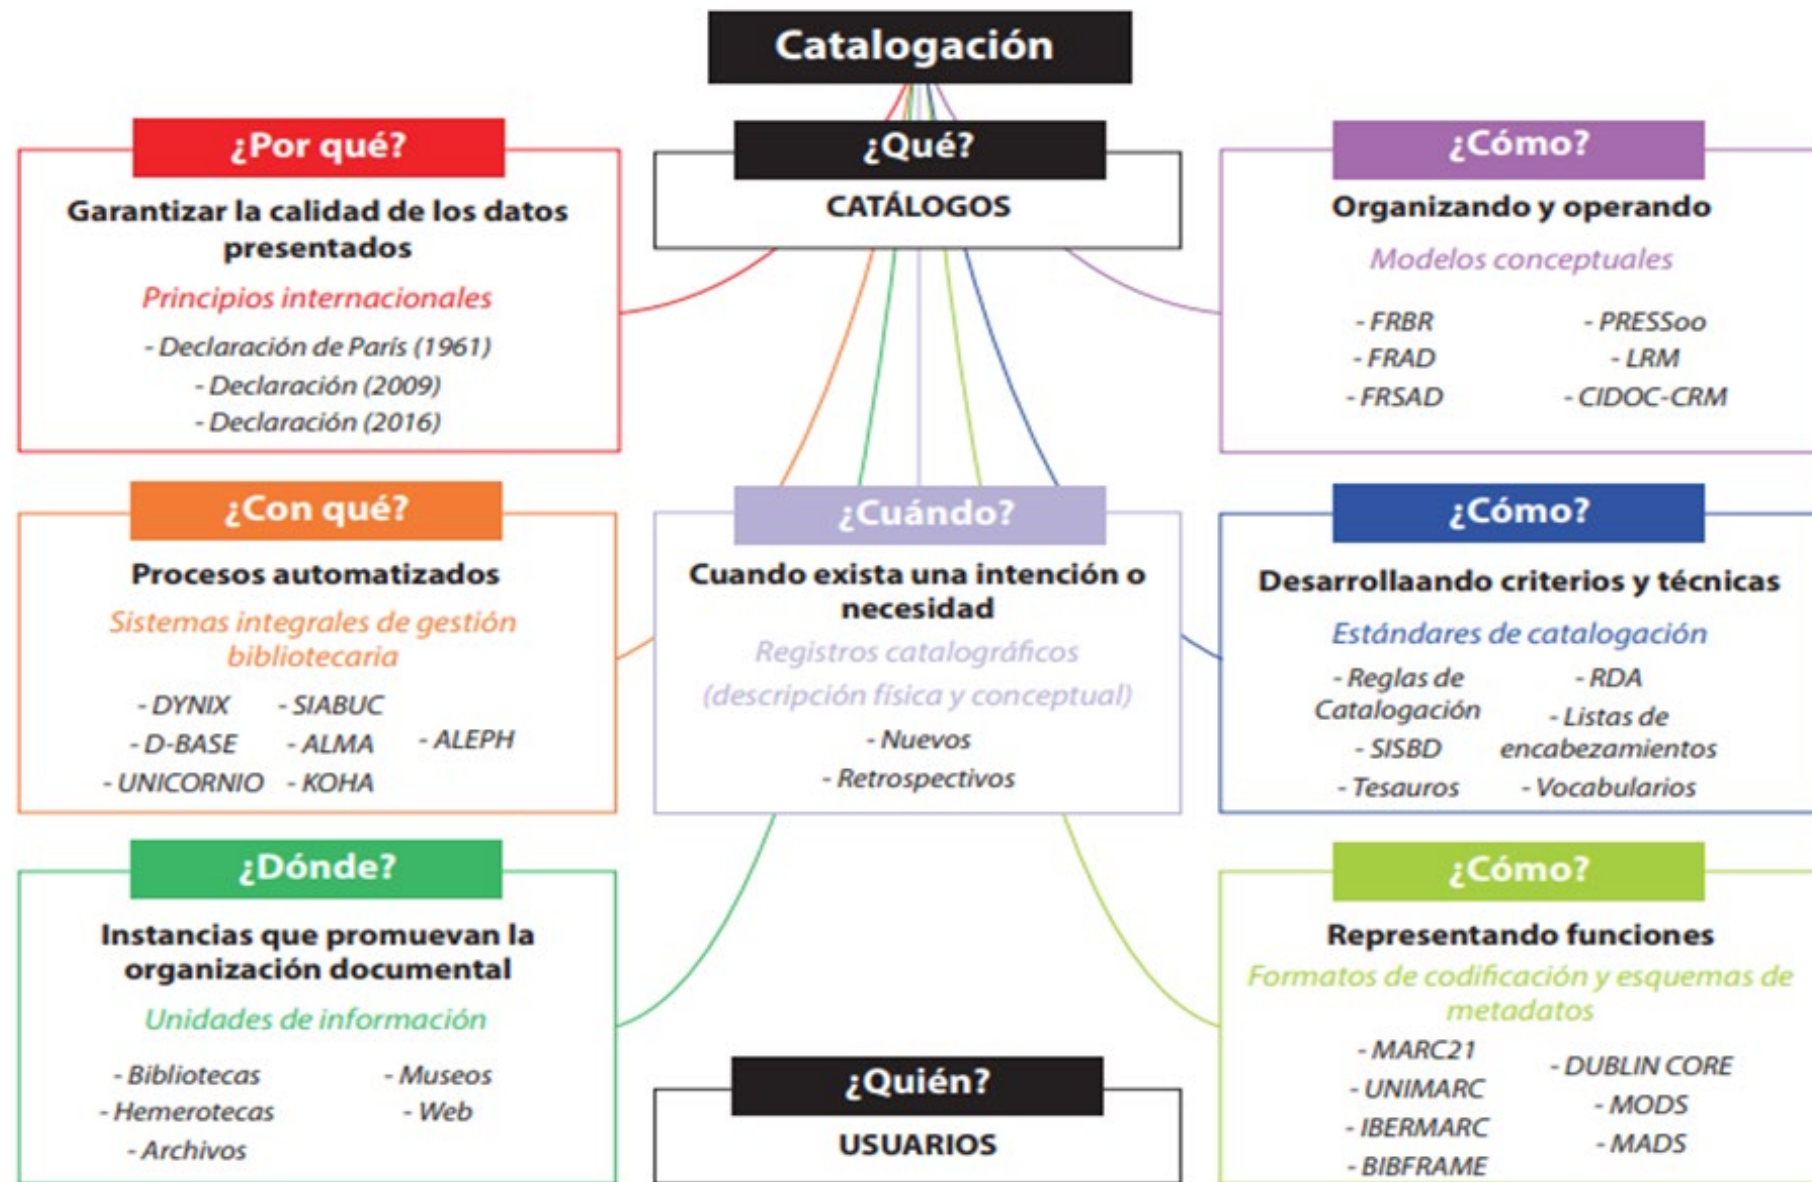 Catalogación
¿Por qué?
Garantizar la calidad de los datos
presentados
Principios internacionales
- Declaración de París (1961)
- Declaración (2009)
- Declaración (2016)
¿Qué?
CATÁLOGOS
¿Cómo?
Organizando y operando
Modelos conceptuales
- FRBR
- FRAD
- FRSAD
- PRESSoo
- LRM
- CIDOC-CRM
¿Con qué?
Procesos automatizados
Sistemas integrales de gestión
bibliotecaria
- DYNIX
- D-BASE
- UNICORNIO
- SIABUC
- ALMA
- KOHA
- ALEPH
¿Cuándo?
Cuando exista una intención o
necesidad
Registros catalográficos
(descripción física y conceptual)
- Nuevos
- Retrospectivos
¿Cómo?
Desarrollaando criterios y técnicas
Estándares de catalogación
- Reglas de
Catalogación
- SISBD
- Tesauros
- RDA
- Listas de
encabezamientos
- Vocabularios
¿Dónde?
Instancias que promuevan la
organización documental
Unidades de información
- Bibliotecas
- Hemerotecas
- Archivos
- Museos
- Web
¿Quién?
USUARIOS
¿Cómo?
Representando funciones
Formatos de codificación y esquemas de
metadatos
- MARC21
- UNIMARC
- IBERMARC
- BIBFRAME
- DUBLIN CORE
- MODS
- MADS